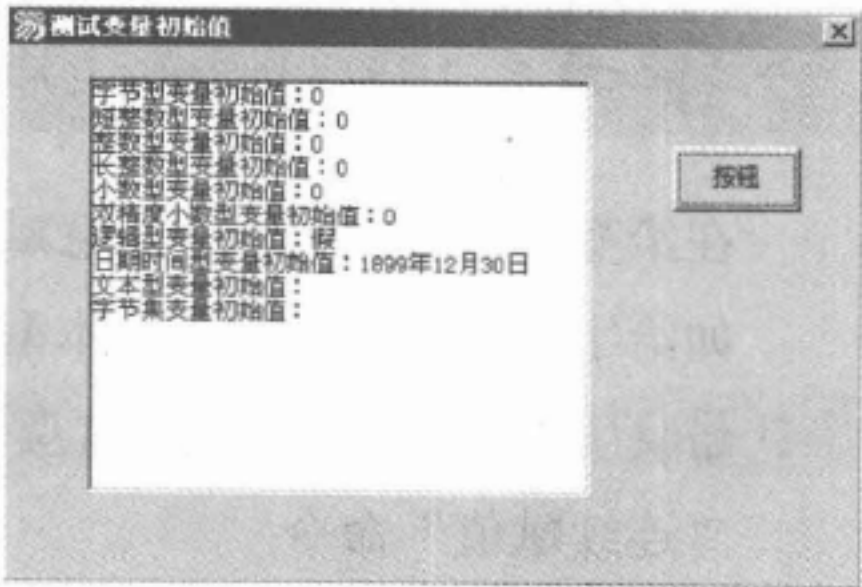 测试变量初始值
字节型变量初始值：0
短整数型变量初始值：0
整数型变量初始值：0
长整数型变量初始值：0
小数型变量初始值：0
双精度小数型变量初始值：0
逻辑型变量初始值：假
日期时间型变量初始值：1899年12月30日
文本型变量初始值：
字节集变量初始值：
按钮